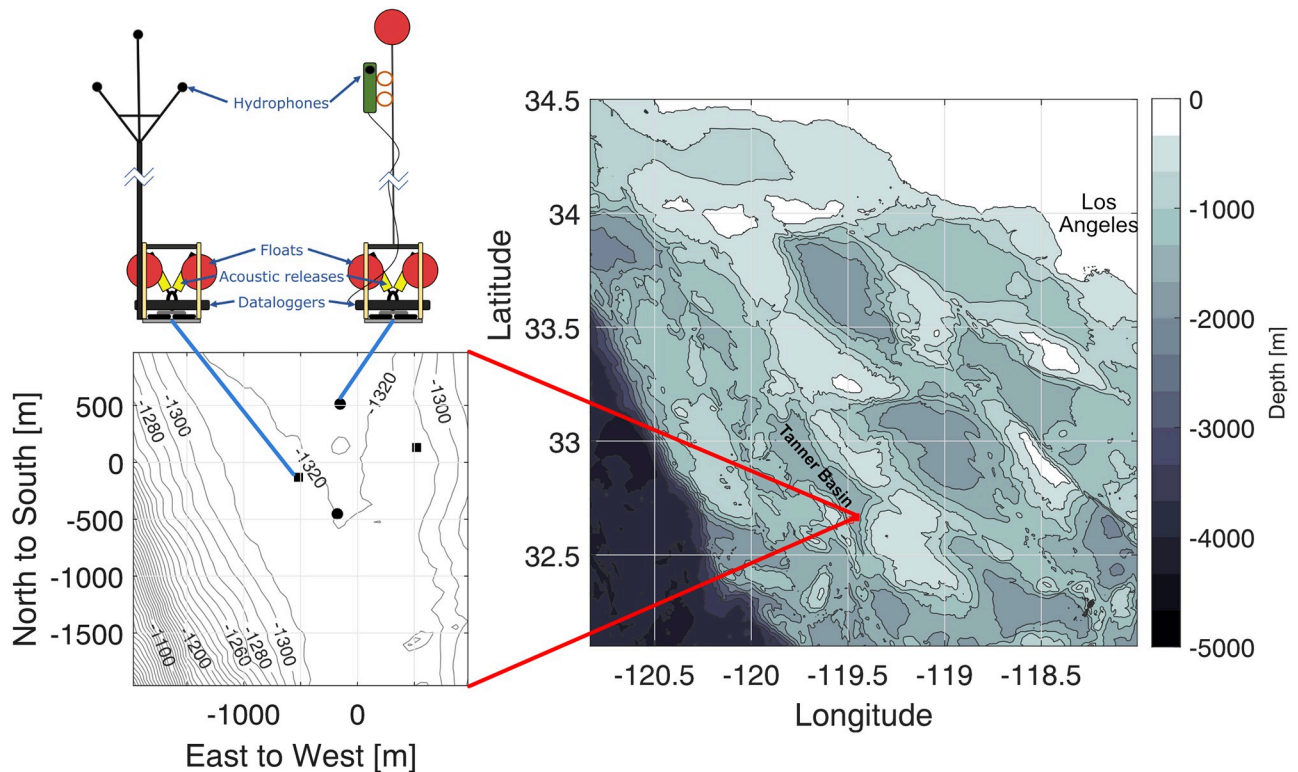 Hydrophones
Floats
Acoustic releases
Dataloggers
North to South [m]
500
0
-500
-1000
-1500
-1280
-1300
-1320
-1320
-1300
-1100
-1200
-1260
-1280
-1300
-1000
0
East to West [m]
Latitude
34.5
34
33.5
33
32.5
Los
Angeles
Tanner Basin
-120.5
-120
-119.5
-119
-118.5
Longitude
0
-1000
-2000
-3000
-4000
-5000
Depth [m]